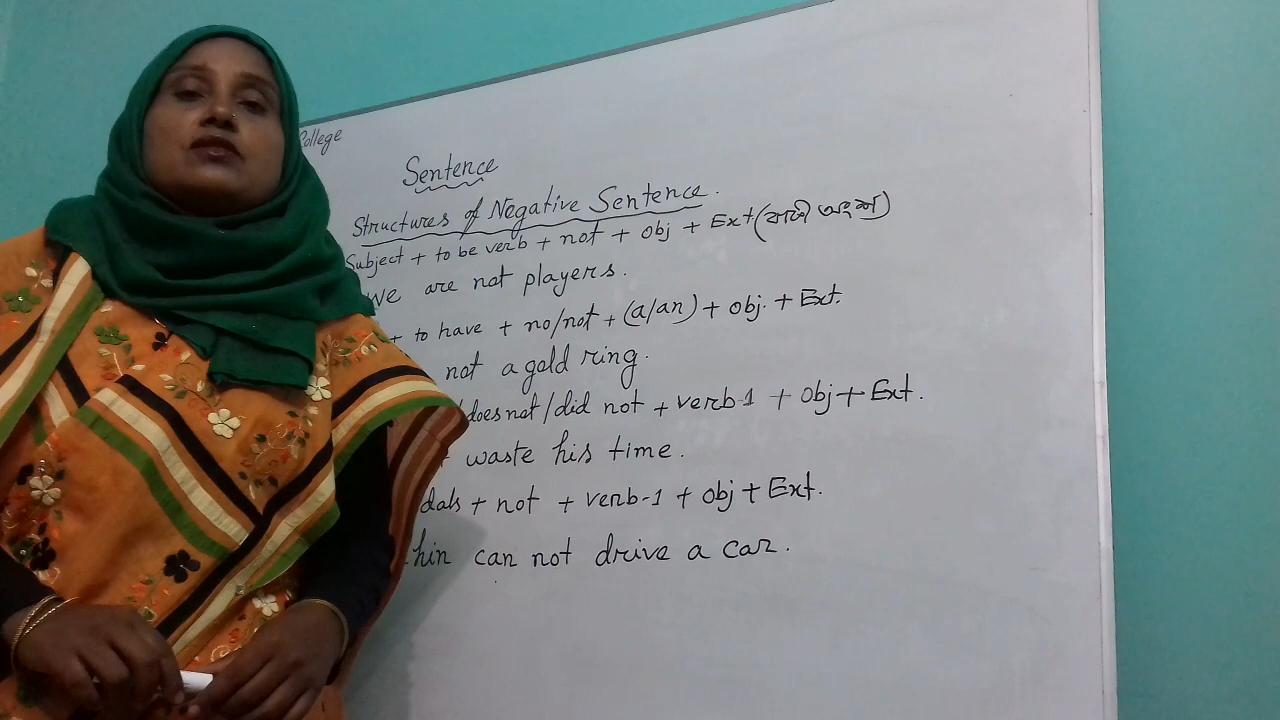 College
Sentence
Structures of Negative Sentence.
Subject + to be verb + not + obj + Ext (বাকী অংশ)
We are not players.
+ to have + no/not + (a/an) + obj. + Ext.
not a gold ring.
does not/did not + verb-1 + Obj + Ext.
waste his time.
dals + not + verb-1 + obj + Ext.
hin can not drive a car.